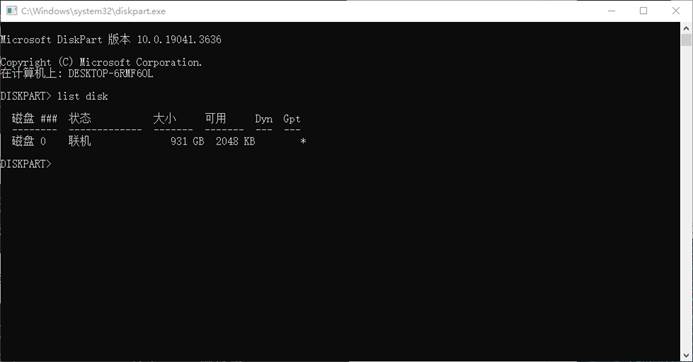 C:\Windows\system32\diskpart.exe
Microsoft DiskPart 版本 10.0.19041.3636
Copyright (C) Microsoft Corporation.
在计算机上: DESKTOP-6RMF6OL
DISKPART> list disk
磁盘 ###  状态           大小     可用     Dyn  Gpt
--------  -------------  -------  -------  ---  ---
磁盘 0    联机              931 GB  2048 KB        *
DISKPART>